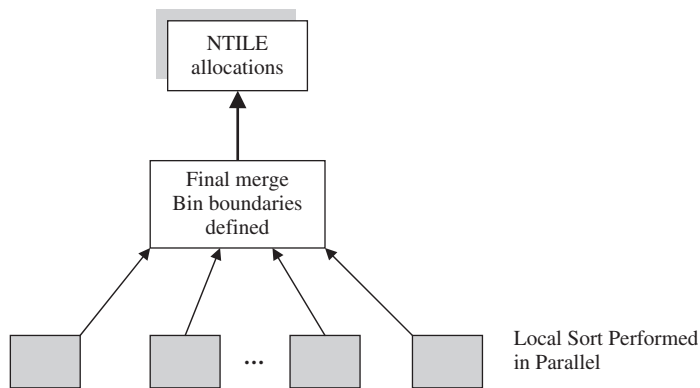 NTILE
allocations
Final merge
Bin boundaries
defined
...
Local Sort Performed
in Parallel